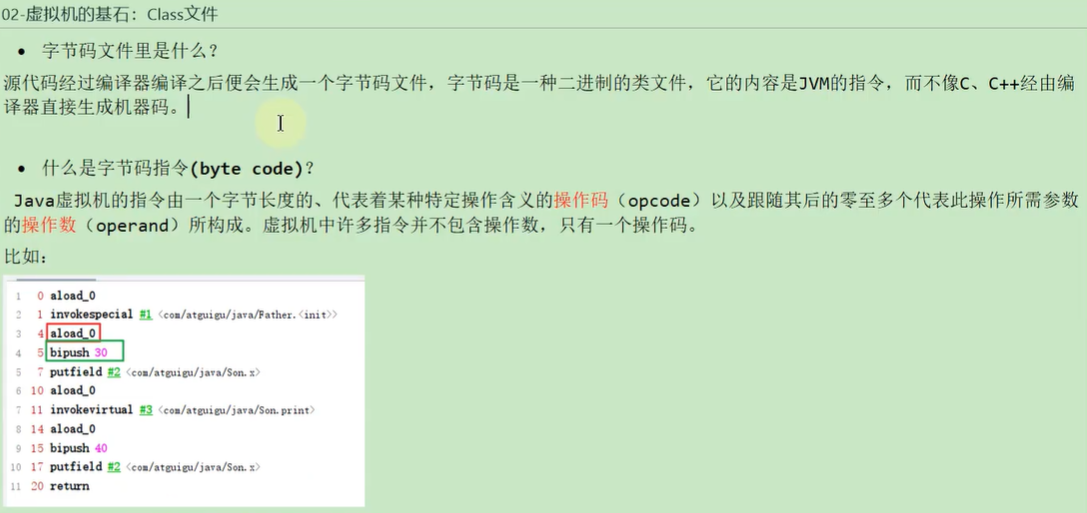 02-虚拟机的基石：Class文件
• 字节码文件里是什么？
源代码经过编译器编译之后便会生成一个字节码文件，字节码是一种二进制的类文件，它的内容是JVM的指令，而不像C、C++经由编
译器直接生成机器码。
• 什么是字节码指令(byte code)？
Java虚拟机的指令由一个字节长度的、代表着某种特定操作含义的操作码（opcode）以及跟随其后的零至多个代表此操作所需参数
的操作数（operand）所构成。虚拟机中许多指令并不包含操作数，只有一个操作码。
比如：
1 0 aload_0
2 1 invokespecial #1 <com/atguigu/java/Father.<init>>
3 4 aload_0
4 5 bipush 30
5 7 putfield #2 <com/atguigu/java/Son.x>
6 10 aload_0
7 11 invokevirtual #3 <com/atguigu/java/Son.print>
8 14 aload_0
9 15 bipush 40
10 17 putfield #2 <com/atguigu/java/Son.x>
11 20 return